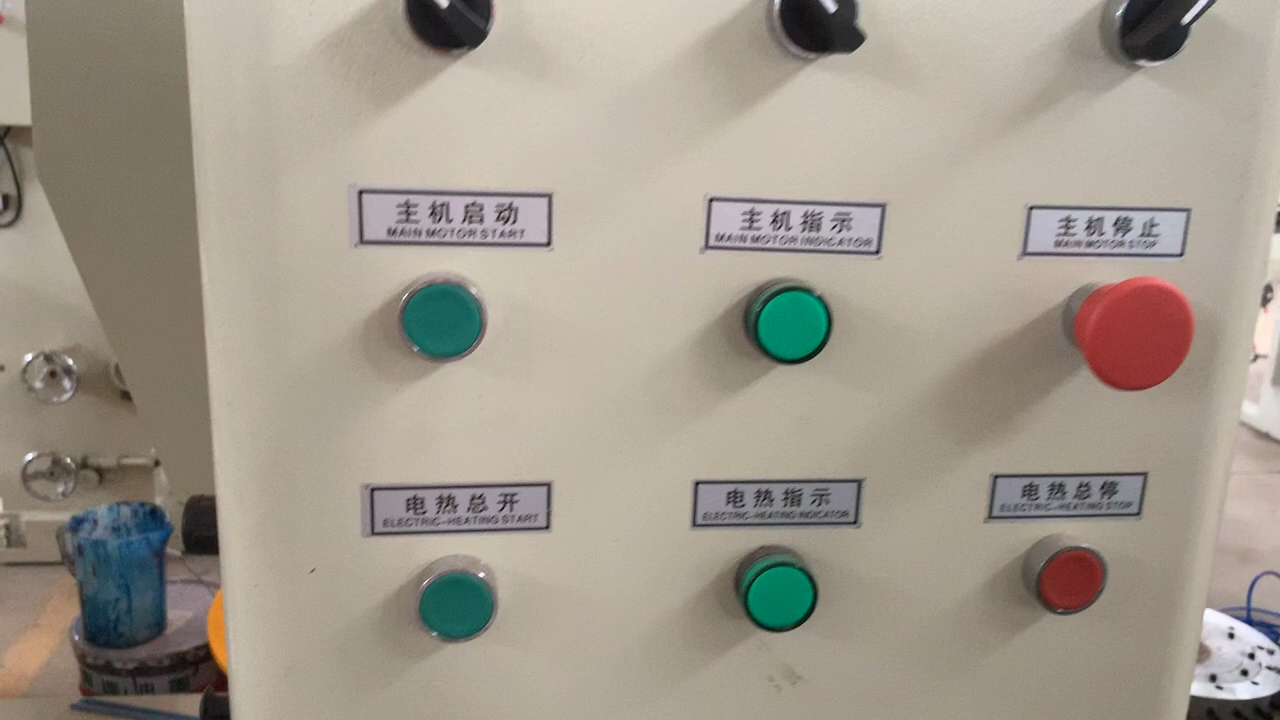 主机启动
MAIN MOTOR START
主机指示
MAIN MOTOR INDICATOR
主机停止
MAIN MOTOR STOP
电热总开
ELECTRIC-HEATING START
电热指示
ELECTRIC-HEATING INDICATOR
电热总停
ELECTRIC-HEATING STOP